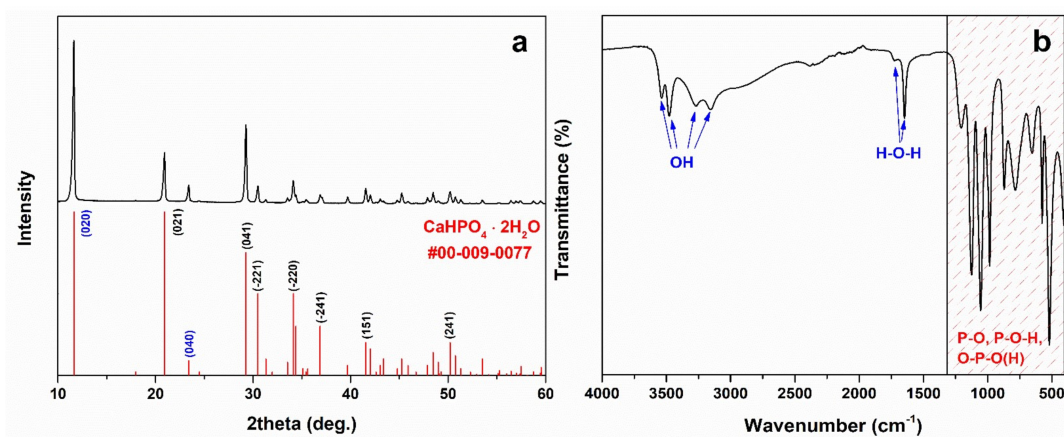 a
Intensity
CaHPO₄ · 2H₂O
#00-009-0077
(020)
(021)
(040)
(041)
(-221)
(-220)
(-241)
(151)
(241)
10 20 30 40 50 60
2theta (deg.)
b
Transmittance (%)
OH
H-O-H
P-O, P-O-H,
O-P-O(H)
4000 3500 3000 2500 2000 1500 1000 500
Wavenumber (cm⁻¹)